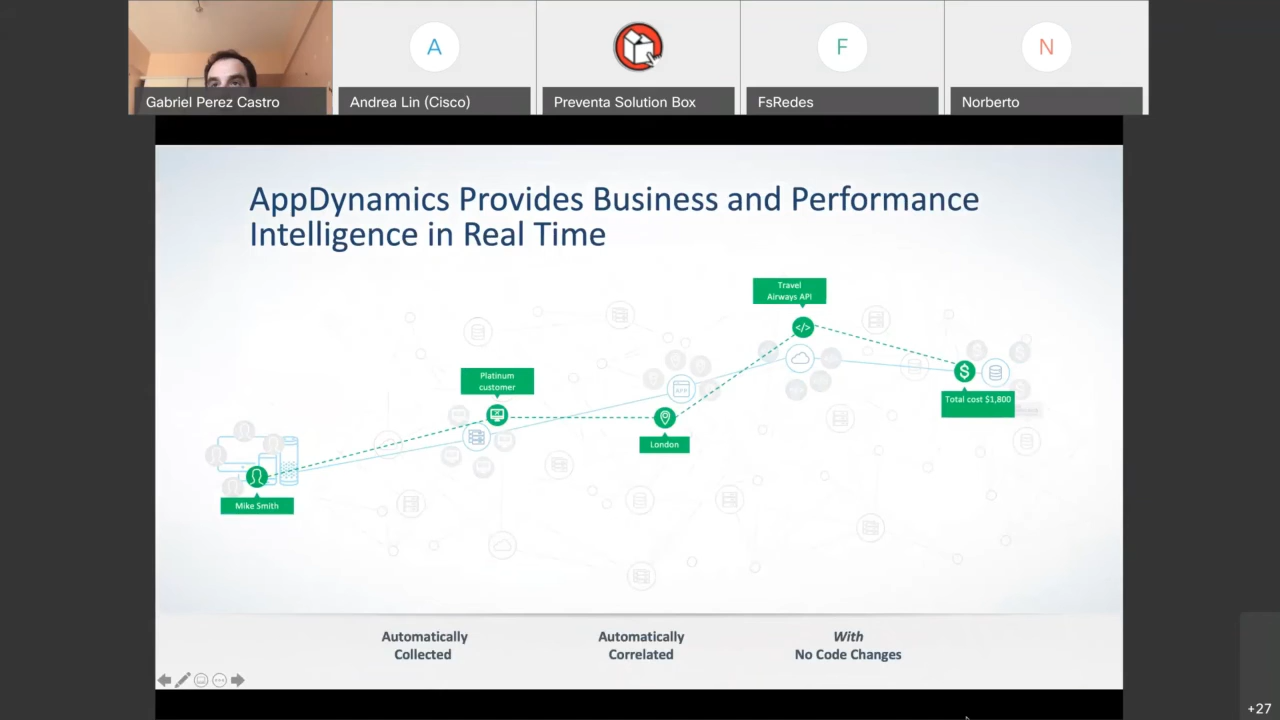 Gabriel Perez Castro
A
Andrea Lin (Cisco)
Preventa Solution Box
F
FsRedes
N
Norberto
AppDynamics Provides Business and Performance
Intelligence in Real Time
Travel
Airways API
</>
Platinum
customer
APP
$
Total cost $1,800
London
Mike Smith
Automatically
Collected
Automatically
Correlated
With
No Code Changes
+27